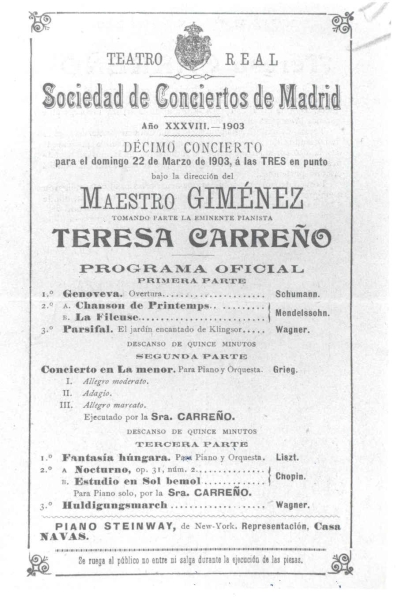 TEATRO REAL
Sociedad de Conciertos de Madrid
Año XXXVIII.—1903
DÉCIMO CONCIERTO
para el domingo 22 de Marzo de 1903, á las TRES en punto
bajo la dirección del
MAESTRO GIMÉNEZ
TOMANDO PARTE LA EMINENTE PIANISTA
TERESA CARREÑO
PROGRAMA OFICIAL
PRIMERA PARTE
1.º Genoveva. Overtura. Schumann.
2.º A. Chanson de Printemps.. Mendelssohn.
B. La Fileuse
3.º Parsifal. El jardín encantado de Klingsor..... Wagner.
DESCANSO DE QUINCE MINUTOS
SEGUNDA PARTE
Concierto en La menor. Para Piano y Orquesta. Grieg.
I. Allegro moderato.
II. Adagio.
III. Allegro marcato.
Ejecutado por la Sra. CARREÑO.
DESCANSO DE QUINCE MINUTOS
TERCERA PARTE
1.º Fantasía húngara. Para Piano y Orquesta. Liszt.
2.º A Nocturno, op. 31, núm. 2. Chopin.
B. Estudio en Sol bemol
Para Piano solo, por la Sra. CARREÑO.
3.º Huldigungsmarch Wagner.
PIANO STEINWAY, de New-York. Representación, Casa
NAVAS.
Se ruega al público no entre ni salga durante la ejecución de las piezas.